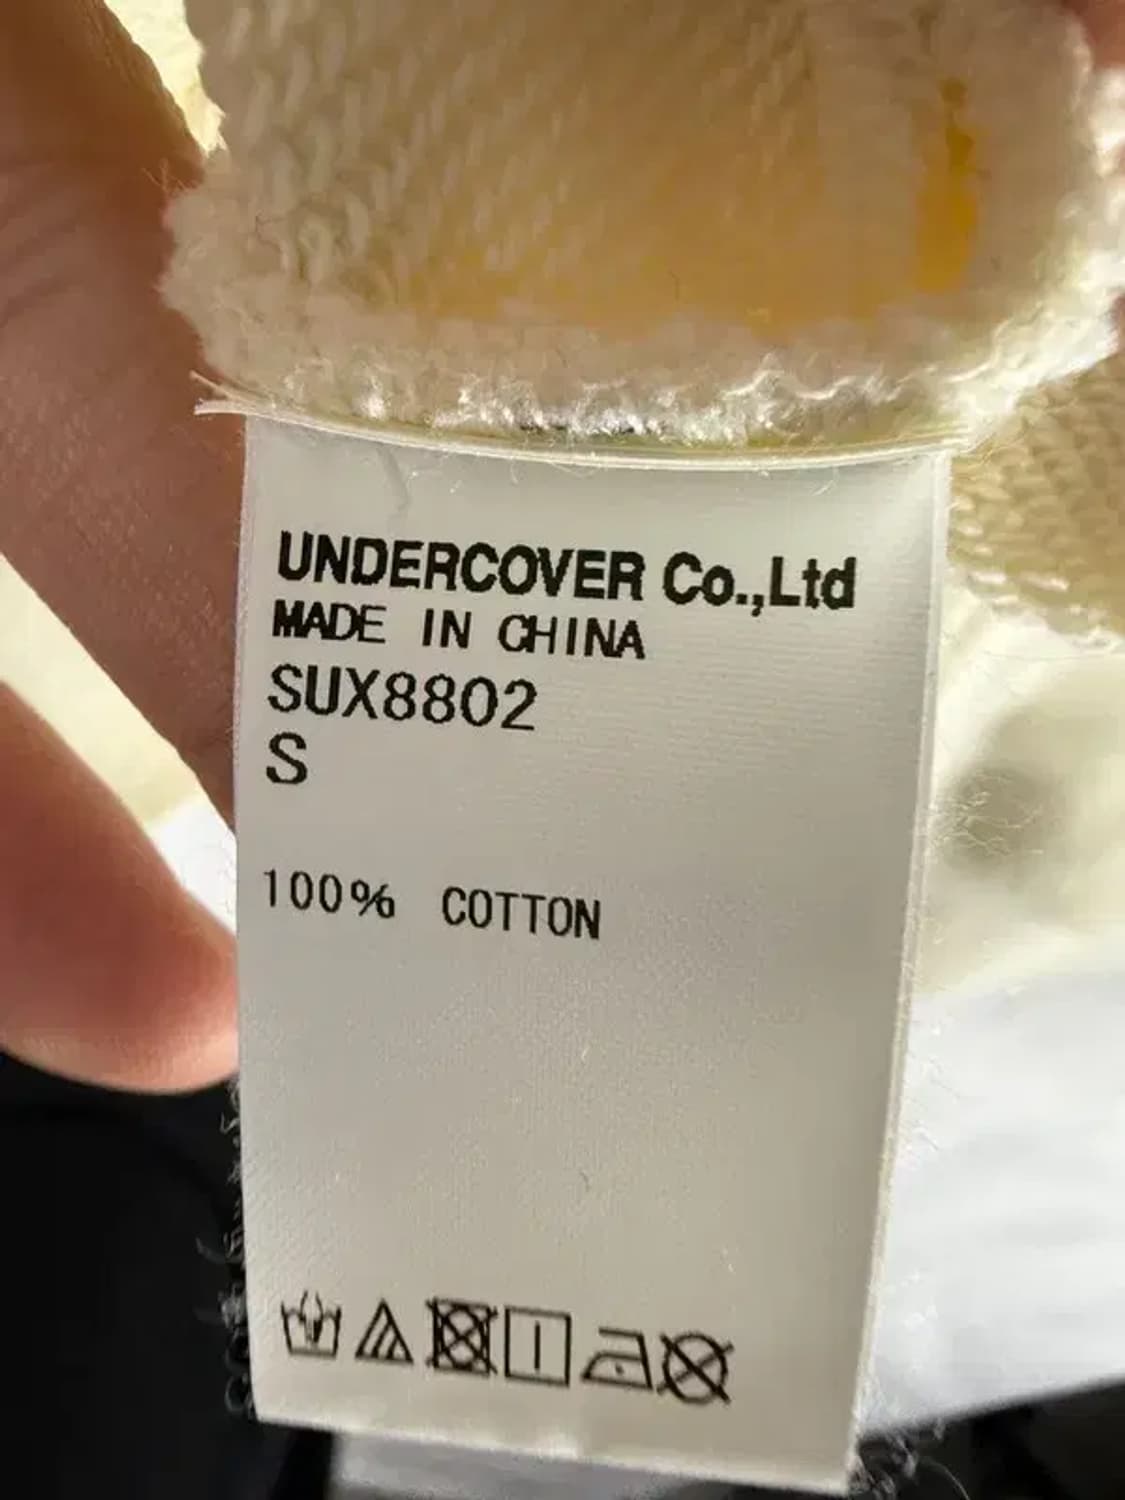 UNDERCOVER Co.,Ltd
MADE IN CHINA
SUX8802
S
100% COTTON